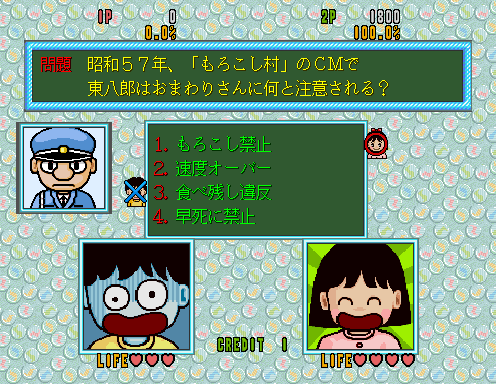 1P 0 2P 1800
0.0% 100.0%
問題 昭和57年、「もろこし村」のCMで
東八郎はおまわりさんに何と注意される?
1. もろこし禁止
2. 速度オーバー
3. 食べ残し違反
4. 早死に禁止
CREDIT 1
LIFE♥♥♥ LIFE♥♥♥♥